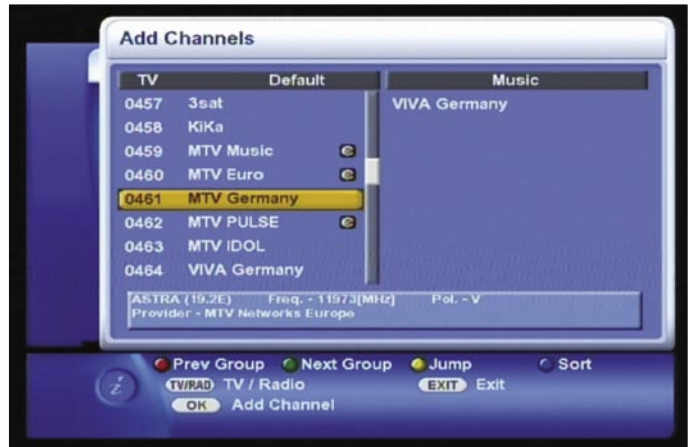 Add Channels
TV Default Music
0457 3sat VIVA Germany
0458 KiKa
0459 MTV Music
0460 MTV Euro
0461 MTV Germany
0462 MTV PULSE
0463 MTV IDOL
0464 VIVA Germany
ASTRA (19.2E) Freq. - 11973[MHz] Pol. - V
Provider - MTV Networks Europe
Prev Group Next Group Jump Sort
TV/RAD TV / Radio EXIT Exit
OK Add Channel